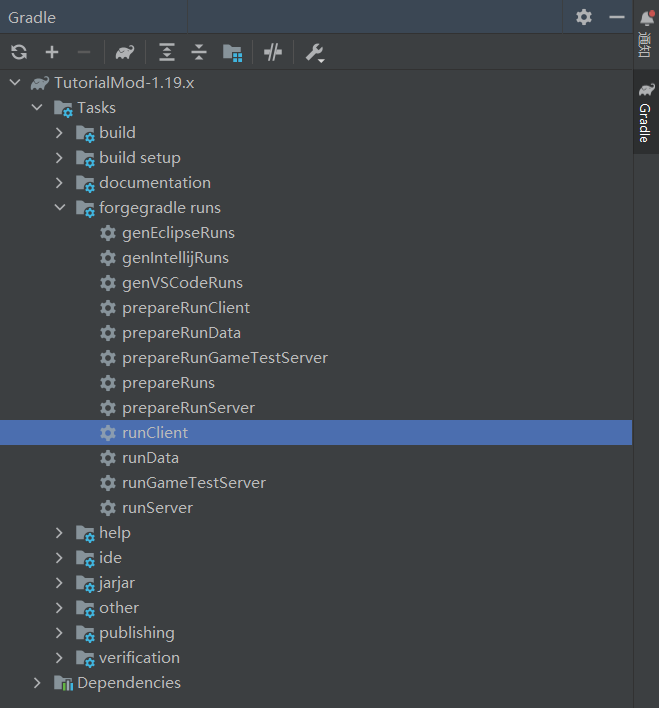 Gradle
TutorialMod-1.19.x
Tasks
build
build setup
documentation
forgegradle runs
genEclipseRuns
genIntellijRuns
genVSCodeRuns
prepareRunClient
prepareRunData
prepareRunGameTestServer
prepareRuns
prepareRunServer
runClient
runData
runGameTestServer
runServer
help
ide
jarjar
other
publishing
verification
Dependencies
通知
Gradle